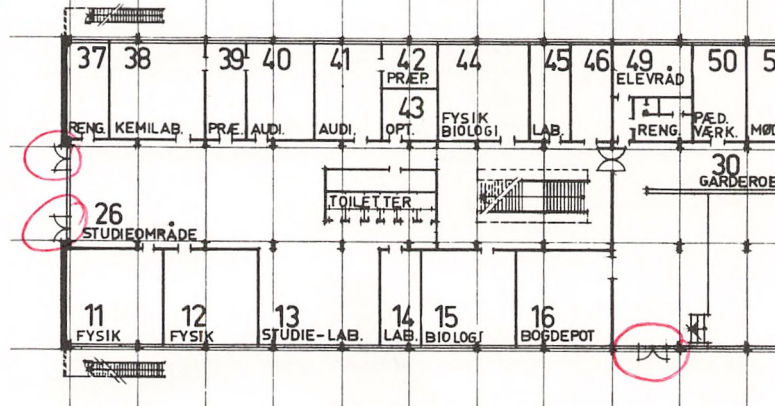 37 38 39 40 41 42 44 45 46 49 50
PRÆP. ELEVRÅD
43
FYSIK
RENG. KEMILAB. PRÆ. AUDI. AUDI. OPT. BIOLOGI LAB. RENG. PÆD.
VÆRK.
30
GARDEROB
TOILETTER
26
STUDIEOMRÅDE
11 12 13 14 15 16
FYSIK FYSIK STUDIE-LAB. LAB. BIOLOGI BOGDEPOT